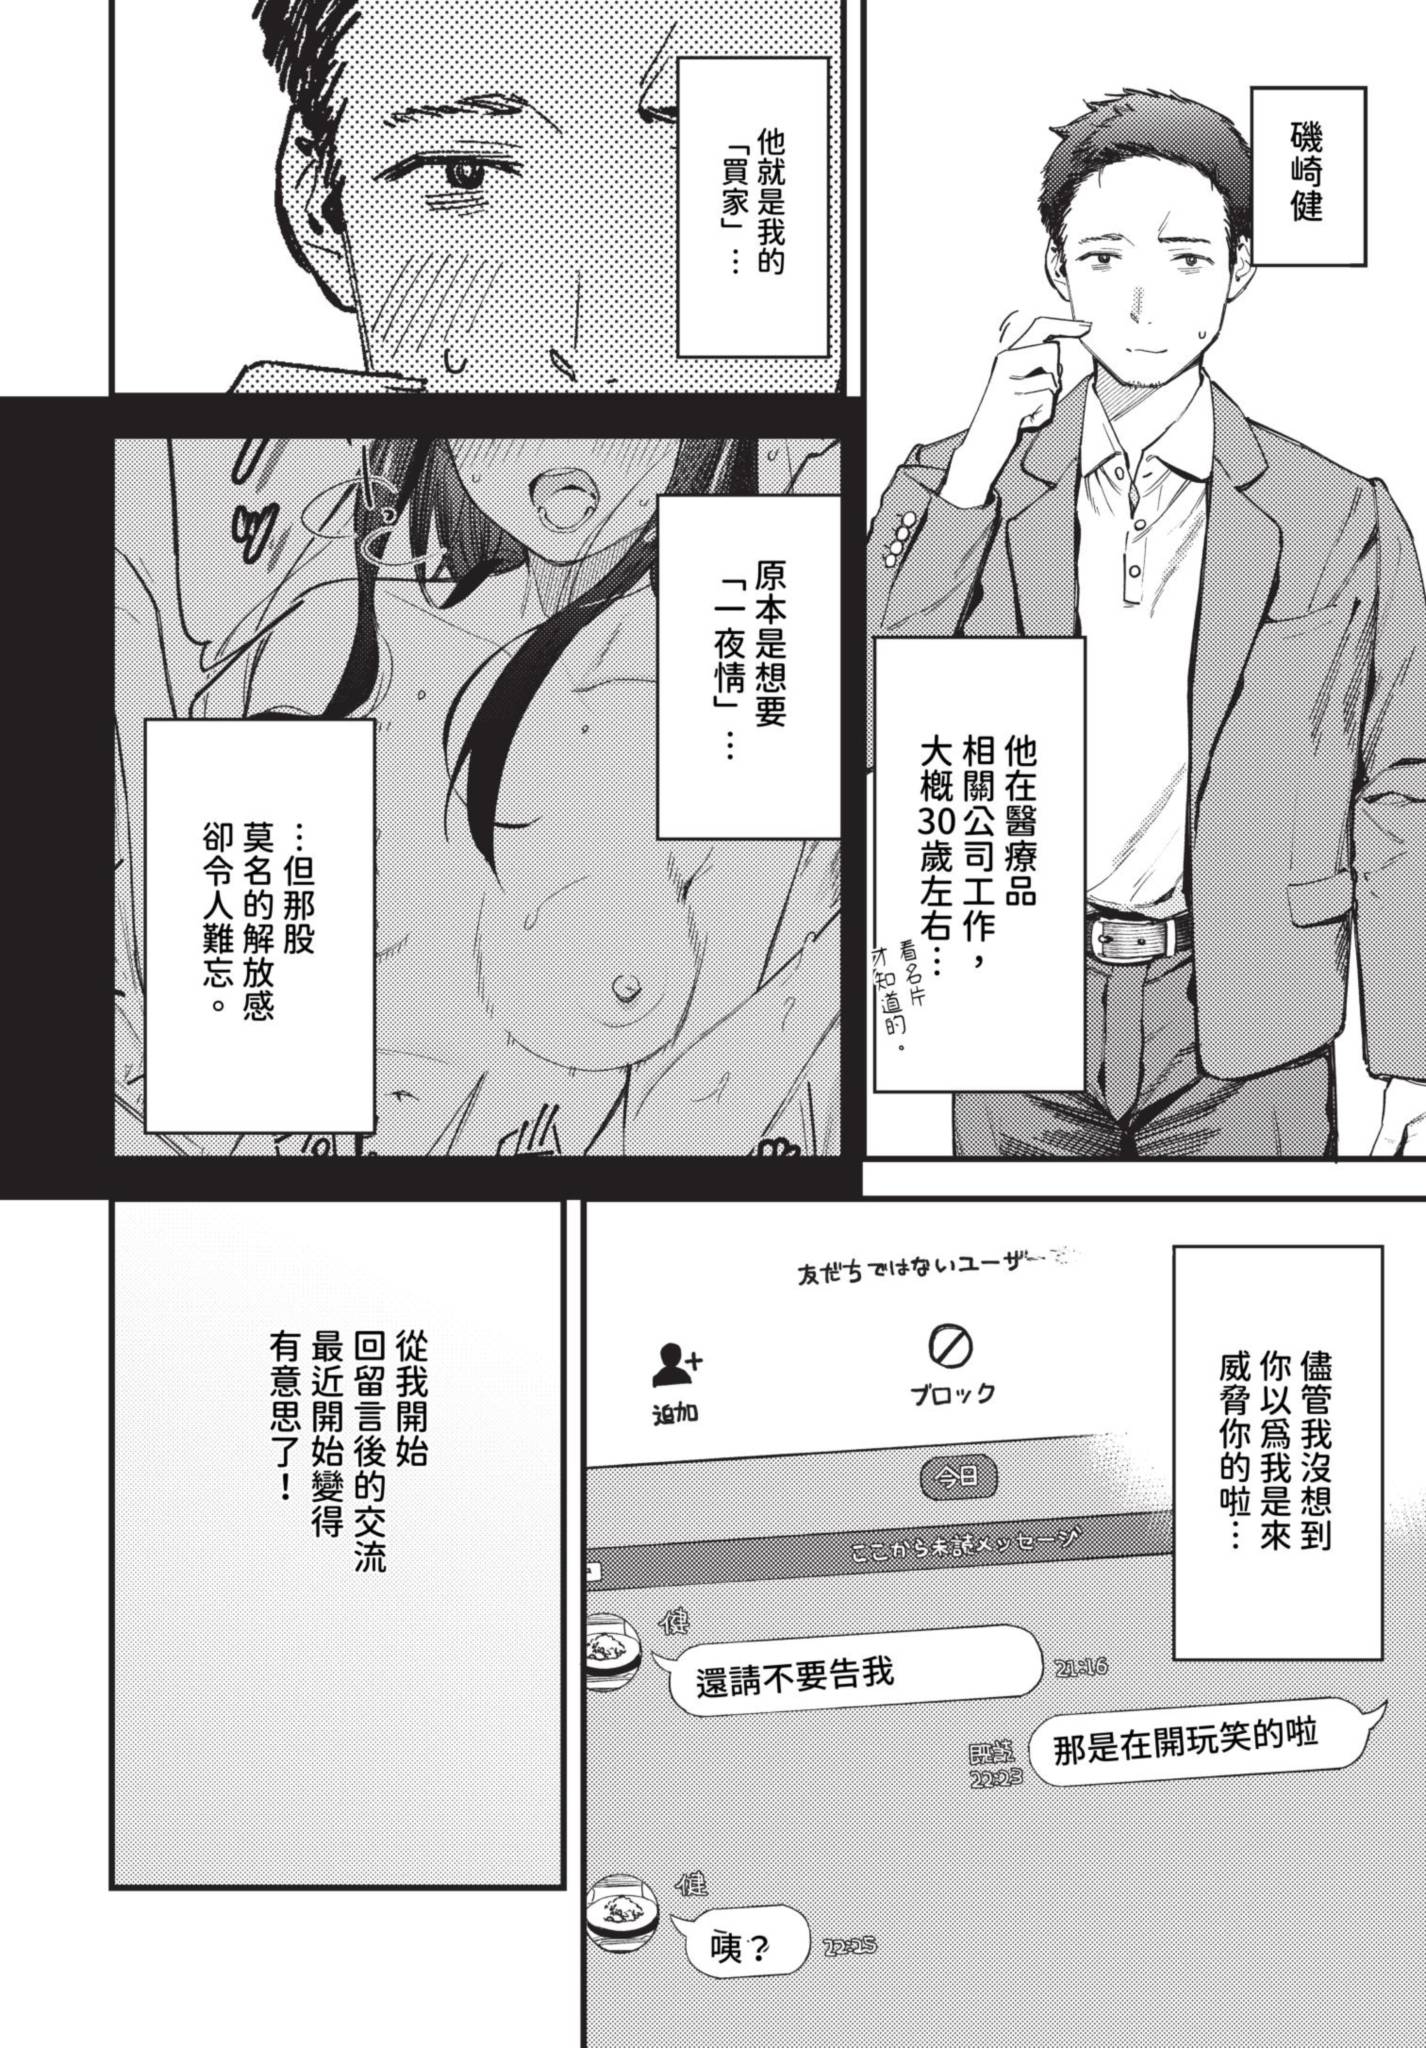 磯崎健
他在醫療品
相關公司工作，
大概30歲左右…
看名片
才知道的。
他就是我的
「買家」…
原本是想要
「一夜情」…
…但那股
莫名的解放感
卻令人難忘。
儘管我沒想到
你以爲我是來
威脅你的啦…
友だちではないユーザー
追加
ブロック
今日
ここから未読メッセージ
健
還請不要告我
21:16
那是在開玩笑的啦
既読
22:23
健
咦？
22:25
從我開始
回留言後的交流
最近開始變得
有意思了！